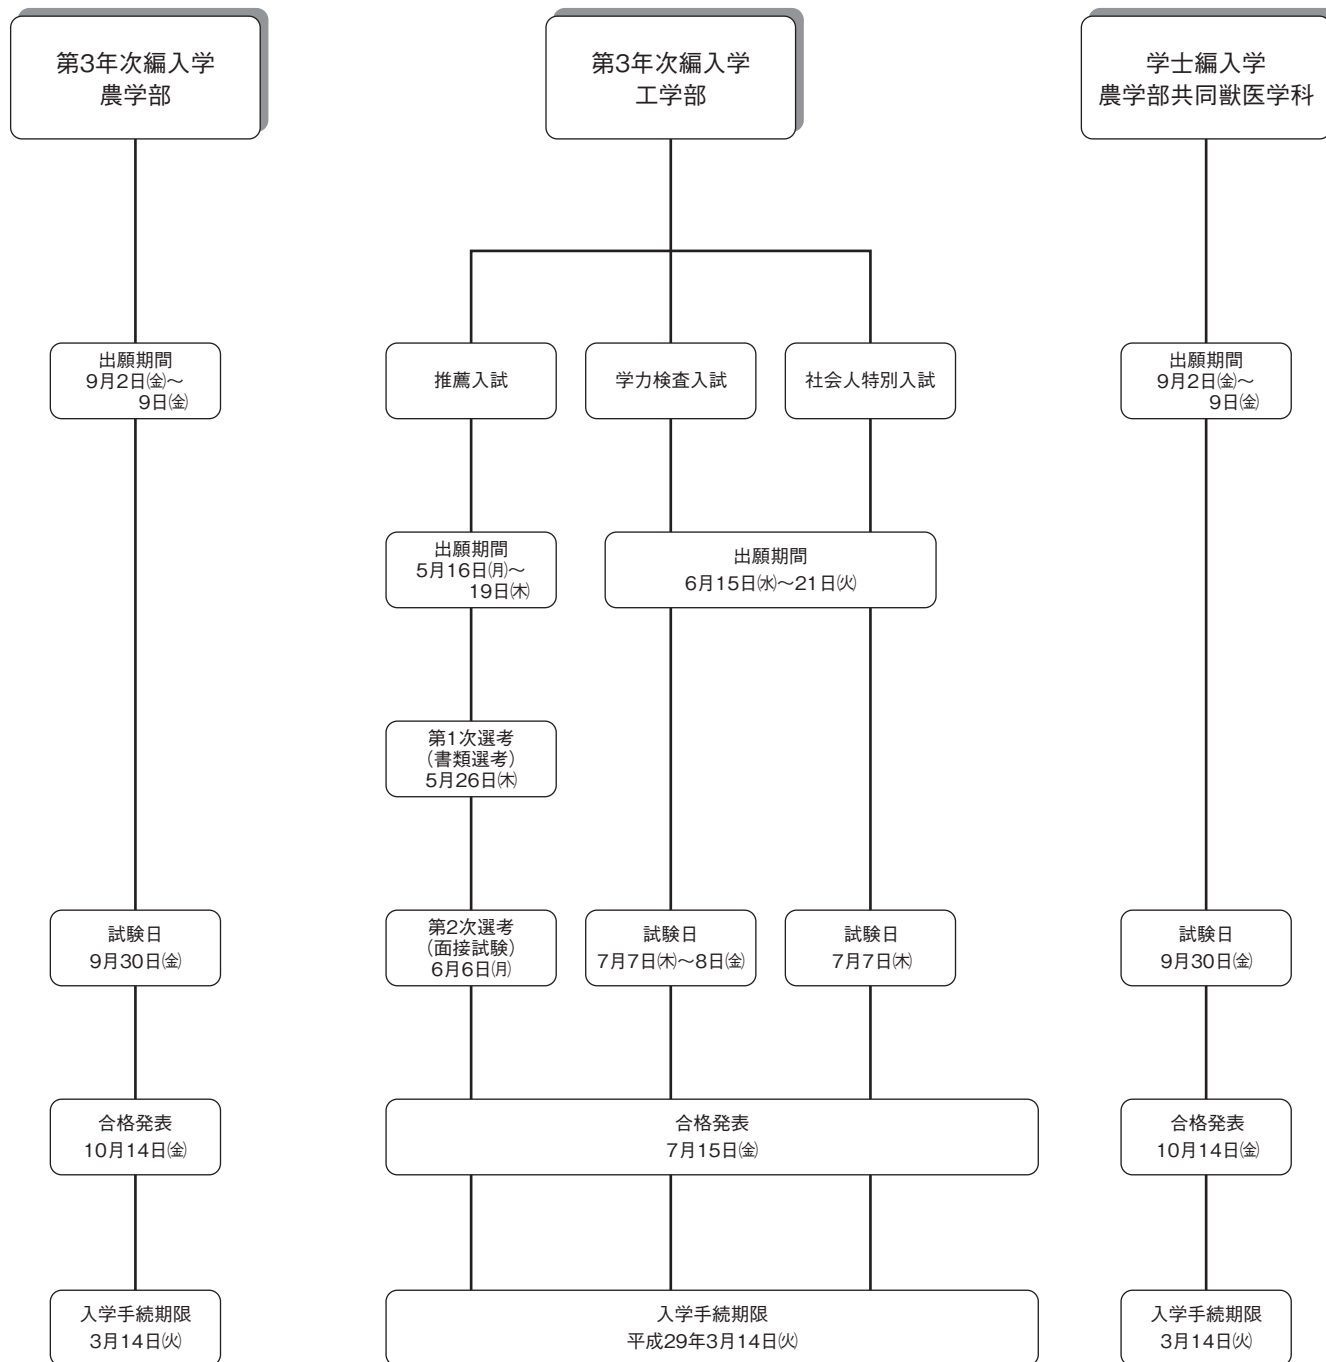 第3年次編入学
農学部
第3年次編入学
工学部
学士編入学
農学部共同獣医学科
出願期間
9月2日㈮～
9日㈮
推薦入試
学力検査入試
社会人特別入試
出願期間
9月2日㈮～
9日㈮
出願期間
5月16日㈪～
19日㈭
出願期間
6月15日㈬～21日㈫
第1次選考
（書類選考）
5月26日㈭
試験日
9月30日㈮
第2次選考
（面接試験）
6月6日㈪
試験日
7月7日㈭～8日㈮
試験日
7月7日㈭
試験日
9月30日㈮
合格発表
10月14日㈮
合格発表
7月15日㈮
合格発表
10月14日㈮
入学手続期限
3月14日㈫
入学手続期限
平成29年3月14日㈫
入学手続期限
3月14日㈫